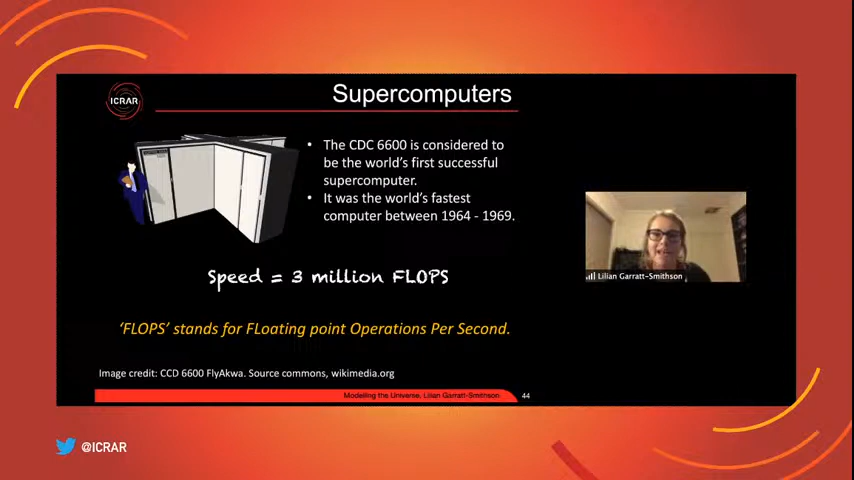 ICRAR
Supercomputers
• The CDC 6600 is considered to
be the world's first successful
supercomputer.
• It was the world's fastest
computer between 1964 - 1969.
Speed = 3 million FLOPS
'FLOPS' stands for FLoating point Operations Per Second.
Image credit: CCD 6600 FlyAkwa. Source commons, wikimedia.org
Modelling the Universe, Lilian Garratt-Smithson
44
Lilian Garratt-Smithson
@ICRAR